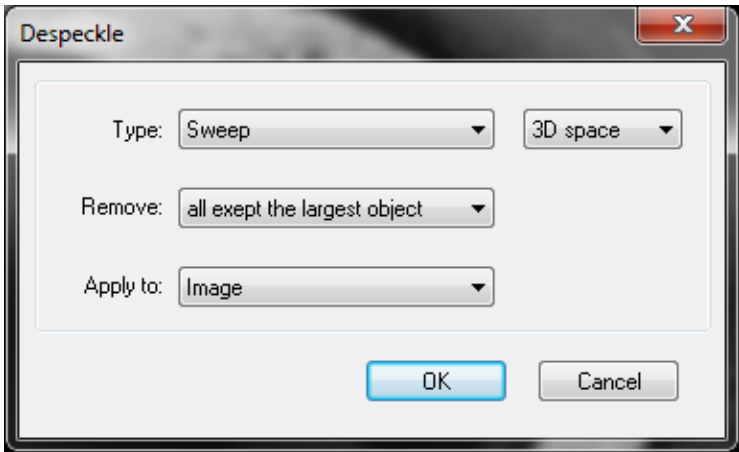 Despeckle
Type: Sweep 3D space
Remove: all exept the largest object
Apply to: Image
OK Cancel